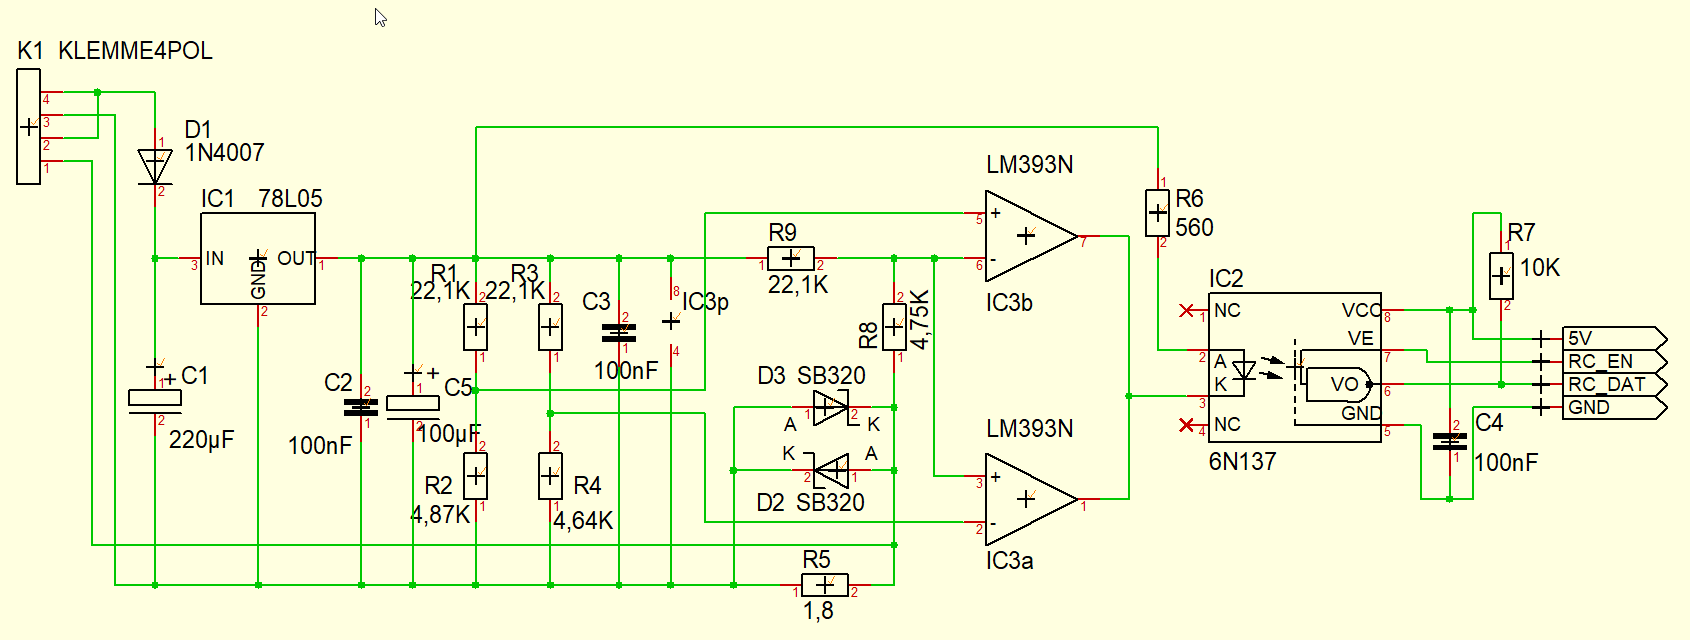 K1 KLEMME4POL
4
3
2
1
D1
1N4007
1
2
IC1 78L05
IN
OUT
GND
3
1
2
C1
220µF
+
1
2
C2
100nF
2
1
C5
100µF
+
1
2
R1
22,1K
2
1
R3
22,1K
2
1
R2
4,87K
2
1
R4
4,64K
2
1
C3
100nF
2
1
IC3p
8
4
R9
22,1K
1
2
R8
4,75K
2
1
D3 SB320
A
K
1
2
K
A
2
1
D2 SB320
R5
1,8
1
2
LM393N
5
+
6
-
7
IC3b
LM393N
3
+
2
-
1
IC3a
R6
560
1
2
IC2
NC
1
A
2
K
3
NC
4
VCC
8
VE
7
VO
6
GND
5
6N137
R7
10K
1
2
C4
100nF
2
1
5V
RC_EN
RC_DAT
GND